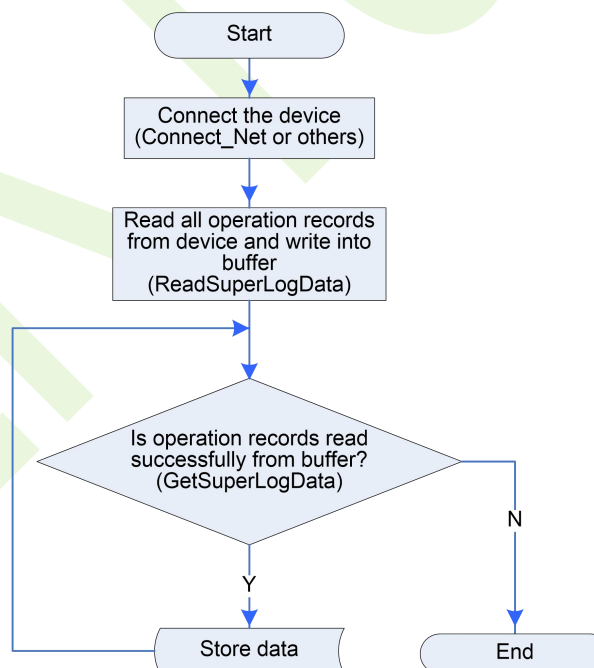 Start
Connect the device
(Connect_Net or others)
Read all operation records
from device and write into
buffer
(ReadSuperLogData)
Is operation records read
successfully from buffer?
(GetSuperLogData)
N
Y
Store data
End